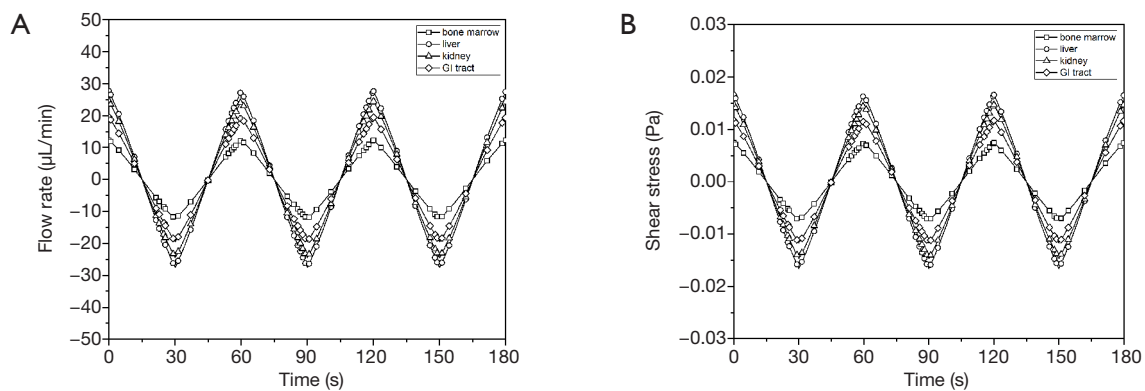 A
50
40
30
20
10
0
−10
−20
−30
−40
−50
Flow rate (µL/min)
bone marrow
liver
kidney
GI tract
0 30 60 90 120 150 180
Time (s)
B
0.03
0.02
0.01
0.00
−0.01
−0.02
−0.03
Shear stress (Pa)
bone marrow
liver
kidney
GI tract
0 30 60 90 120 150 180
Time (s)